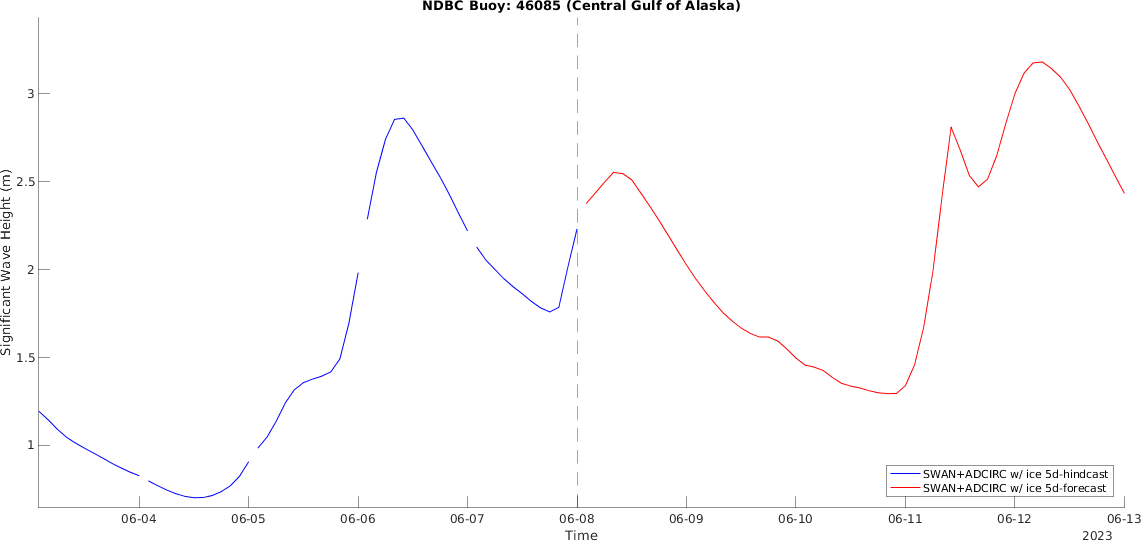 NDBC Buoy: 46085 (Central Gulf of Alaska)
Significant Wave Height (m)
3
2.5
2
1.5
1
SWAN+ADCIRC w/ ice 5d-hindcast
SWAN+ADCIRC w/ ice 5d-forecast
06-04 06-05 06-06 06-07 06-08 06-09 06-10 06-11 06-12 06-13
Time
2023